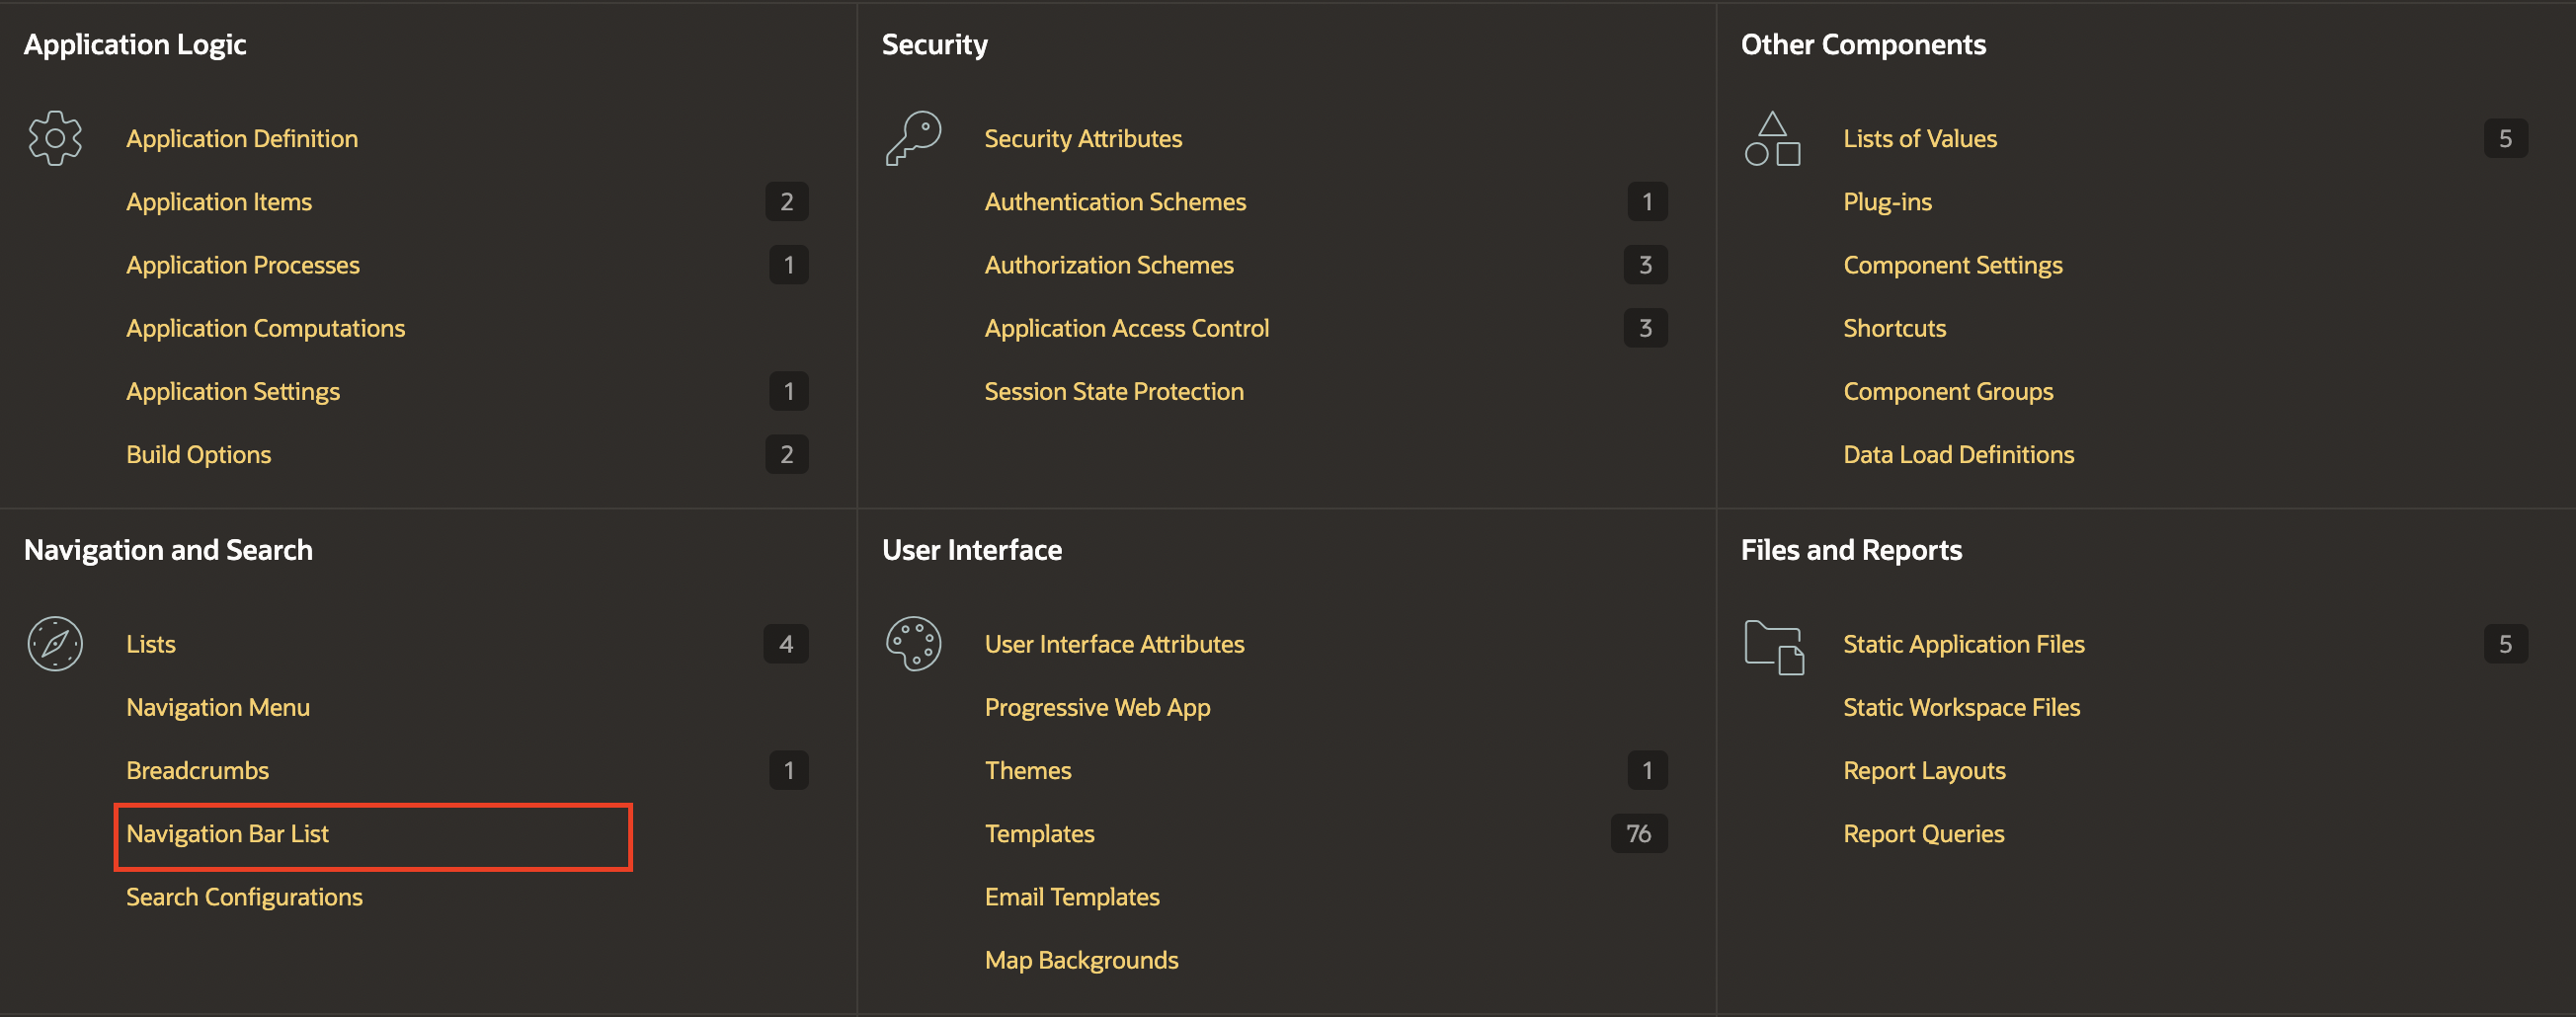 Application Logic
Application Definition
Application Items 2
Application Processes 1
Application Computations
Application Settings 1
Build Options 2
Security
Security Attributes
Authentication Schemes 1
Authorization Schemes 3
Application Access Control 3
Session State Protection
Other Components
Lists of Values 5
Plug-ins
Component Settings
Shortcuts
Component Groups
Data Load Definitions
Navigation and Search
Lists 4
Navigation Menu
Breadcrumbs 1
Navigation Bar List
Search Configurations
User Interface
User Interface Attributes
Progressive Web App
Themes 1
Templates 76
Email Templates
Map Backgrounds
Files and Reports
Static Application Files 5
Static Workspace Files
Report Layouts
Report Queries